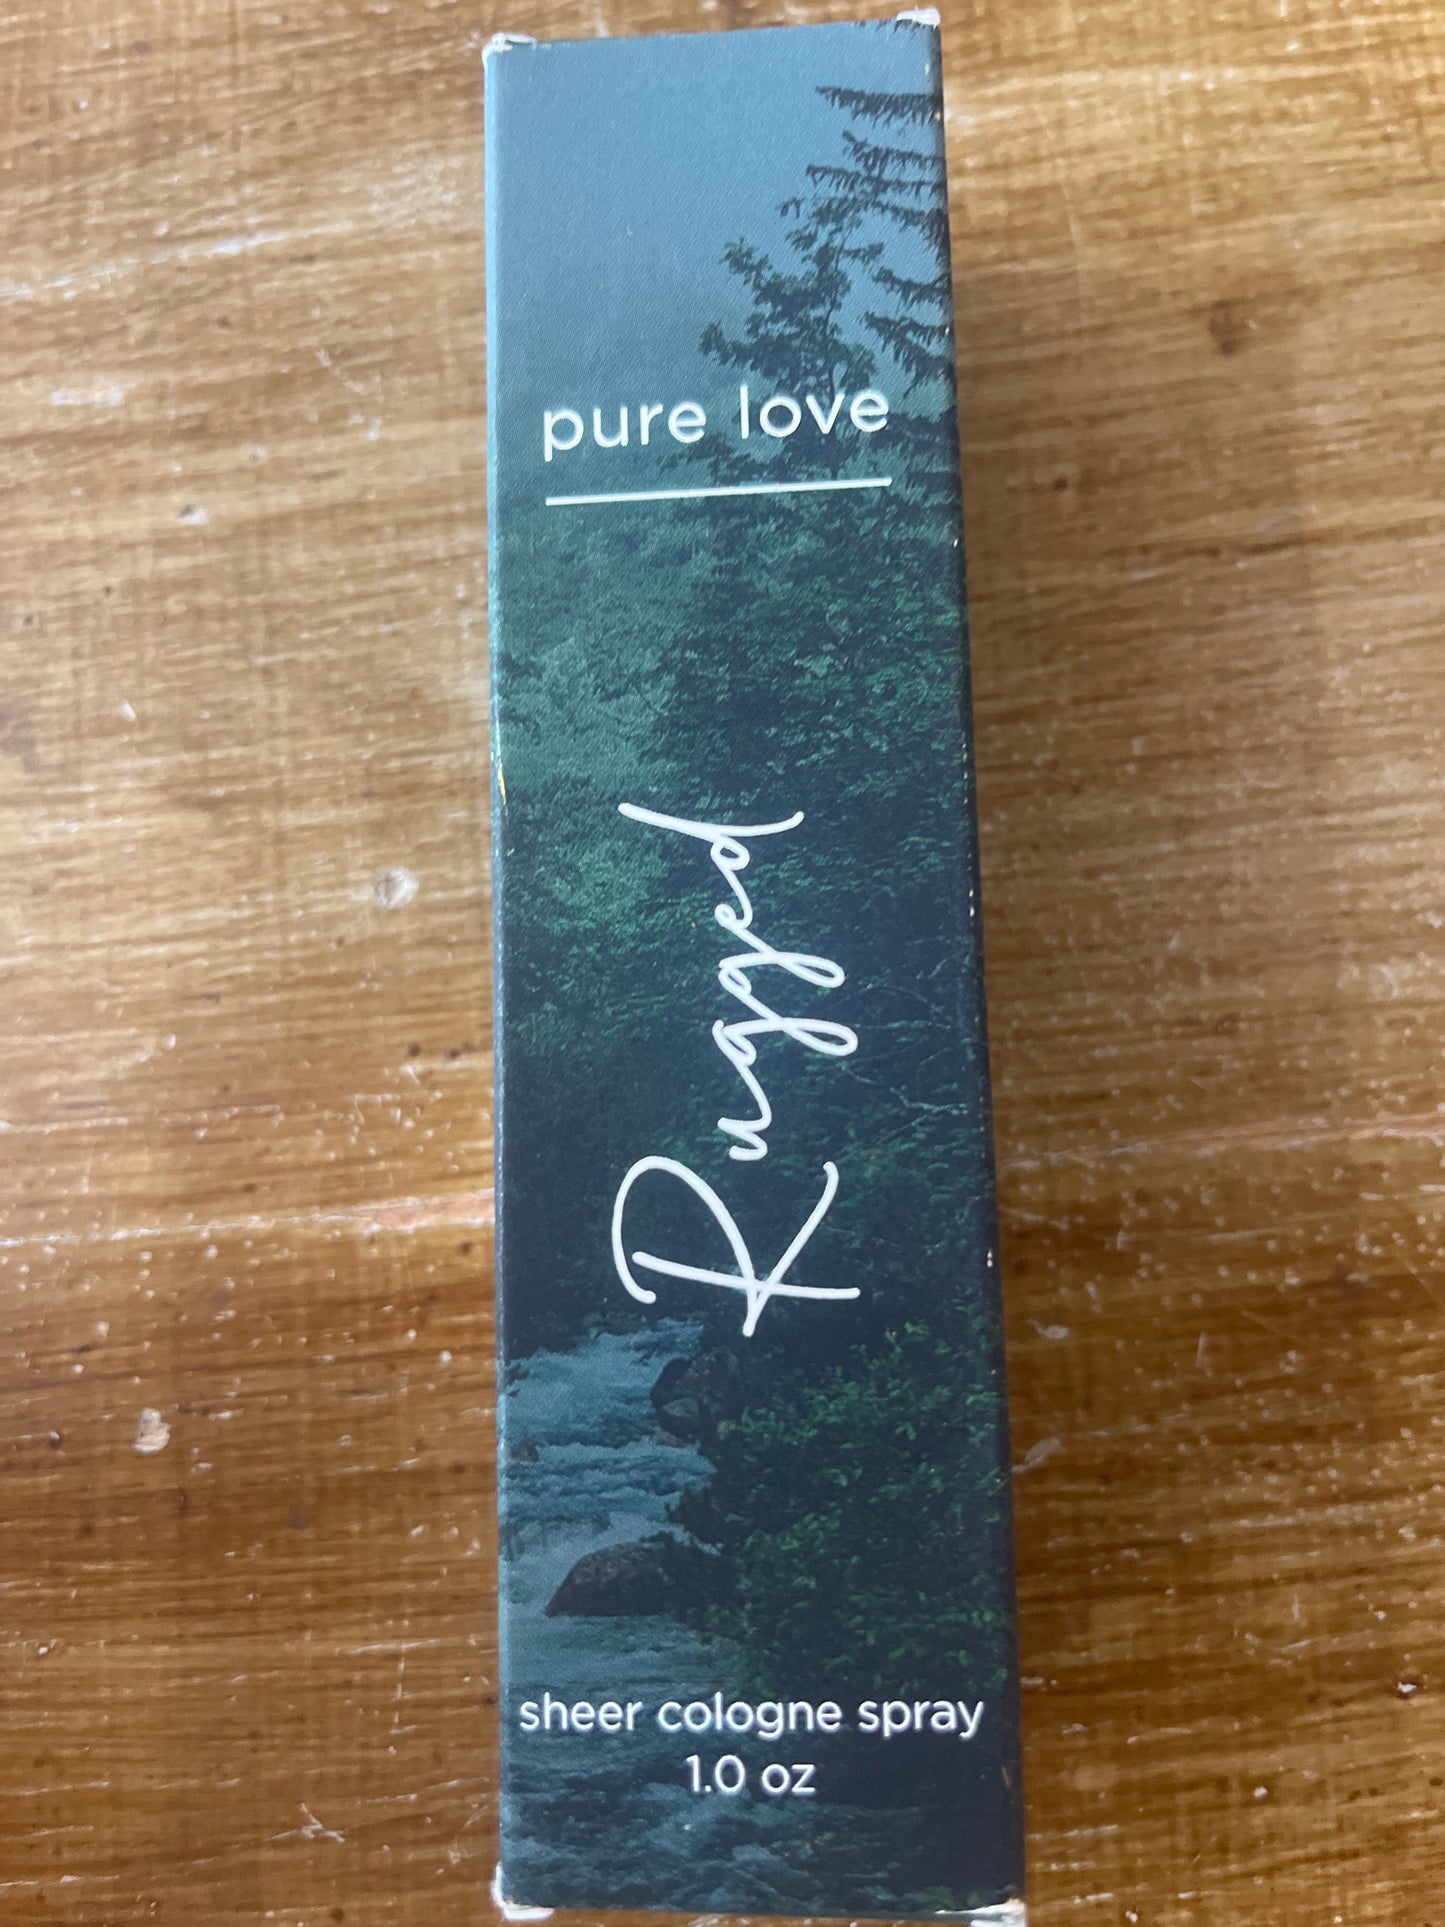 pure love
Rugged
sheer cologne spray
1.0 oz